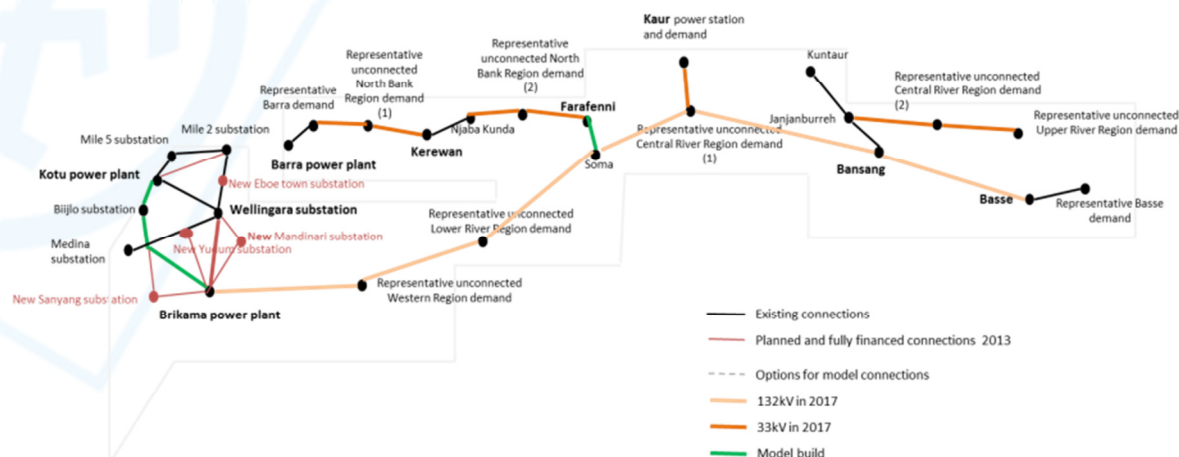 Kaur power station
and demand
Representative
unconnected North
Bank Region demand
(2)
Representative
unconnected
North Bank
Region demand
(1)
Kuntaur
Representative unconnected
Central River Region demand
(2)
Representative
Barra demand
Farafenni
Representative unconnected
Upper River Region demand
Janjanburreh
Mile 5 substation
Mile 2 substation
Njaba Kunda
Representative unconnected
Central River Region demand
(1)
Kerewan
Barra power plant
Soma
Bansang
Kotu power plant
New Eboe town substation
Basse
Representative Basse
demand
Biijlo substation
Wellingara substation
Representative unconnected
Lower River Region demand
New Mandinari substation
Medina
substation
New Yudum substation
Representative unconnected
Western Region demand
New Sanyang substation
Brikama power plant
Existing connections
Planned and fully financed connections 2013
Options for model connections
132kV in 2017
33kV in 2017
Model build